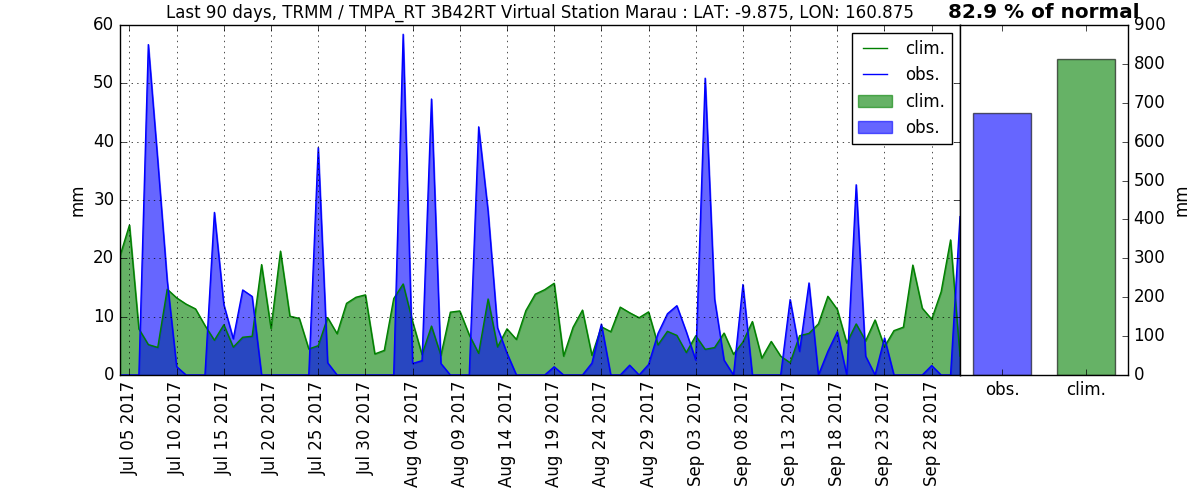 Last 90 days, TRMM / TMPA_RT 3B42RT Virtual Station Marau : LAT: -9.875, LON: 160.875
82.9 % of normal
mm
60
50
40
30
20
10
0
clim.
obs.
clim.
obs.
Jul 05 2017
Jul 10 2017
Jul 15 2017
Jul 20 2017
Jul 25 2017
Jul 30 2017
Aug 04 2017
Aug 09 2017
Aug 14 2017
Aug 19 2017
Aug 24 2017
Aug 29 2017
Sep 03 2017
Sep 08 2017
Sep 13 2017
Sep 18 2017
Sep 23 2017
Sep 28 2017
900
800
700
600
500
400
300
200
100
0
mm
obs.
clim.